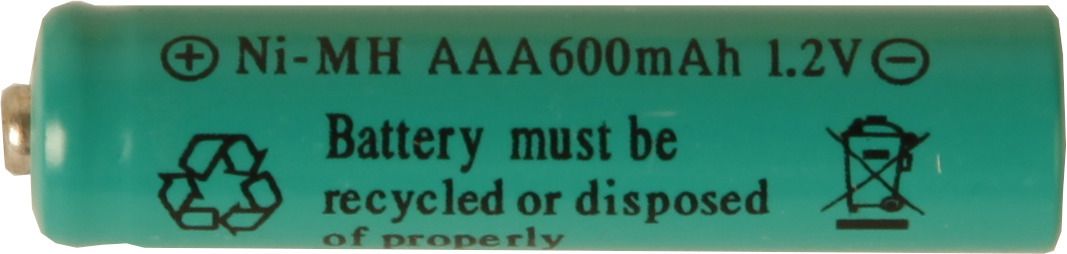 ⊕ Ni-MH AAA600mAh 1.2V⊖
Battery must be
recycled or disposed
of properly